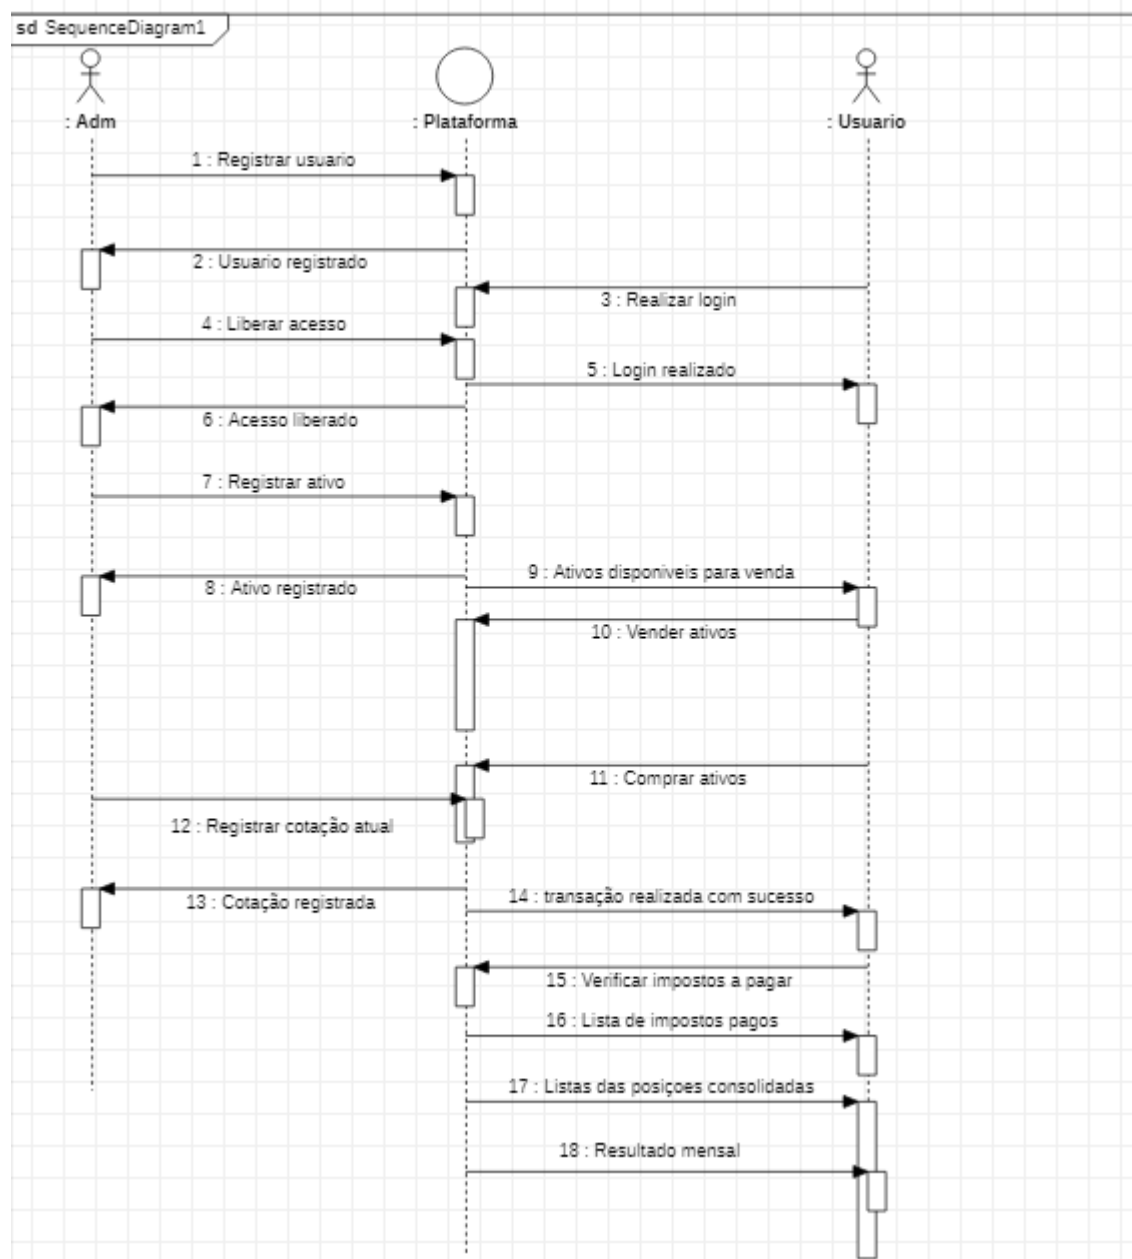 sd SequenceDiagram1
: Adm
: Plataforma
: Usuario
1 : Registrar usuario
2 : Usuario registrado
3 : Realizar login
4 : Liberar acesso
5 : Login realizado
6 : Acesso liberado
7 : Registrar ativo
8 : Ativo registrado
9 : Ativos disponiveis para venda
10 : Vender ativos
11 : Comprar ativos
12 : Registrar cotação atual
13 : Cotação registrada
14 : transação realizada com sucesso
15 : Verificar impostos a pagar
16 : Lista de impostos pagos
17 : Listas das posiçoes consolidadas
18 : Resultado mensal